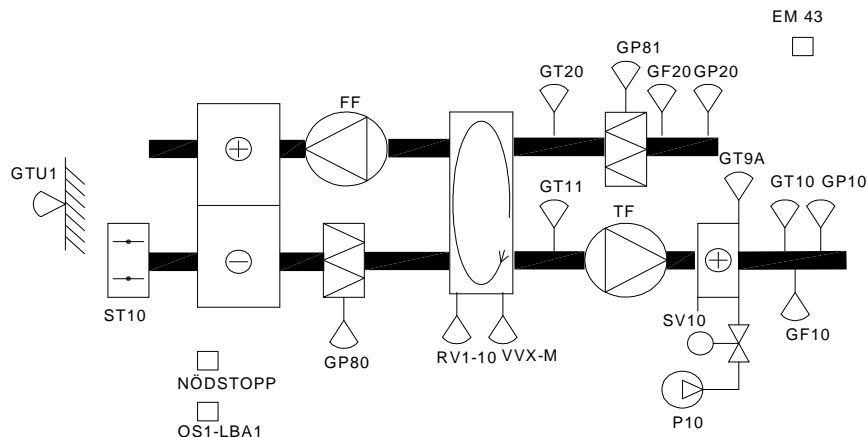 EM 43
GP81
GT20
GF20
GP20
FF
GTU1
GT9A
GT11
TF
GT10
GP10
ST10
SV10
GF10
GP80
RV1-10
VVX-M
NÖDSTOPP
P10
OS1-LBA1